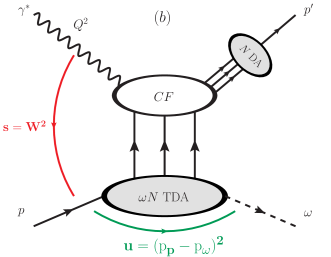 γ* Q² (b) p′
N DA
CF
s = W²
ωN TDA
p ω
u = (p_p − p_ω)²